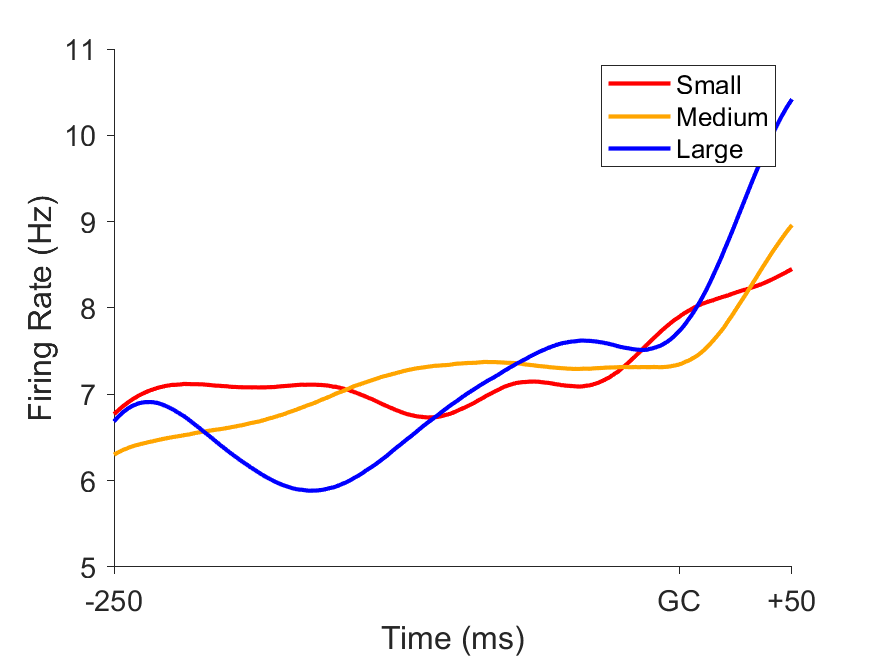 11
10
9
8
7
6
5
Firing Rate (Hz)
Small
Medium
Large
-250
GC
+50
Time (ms)